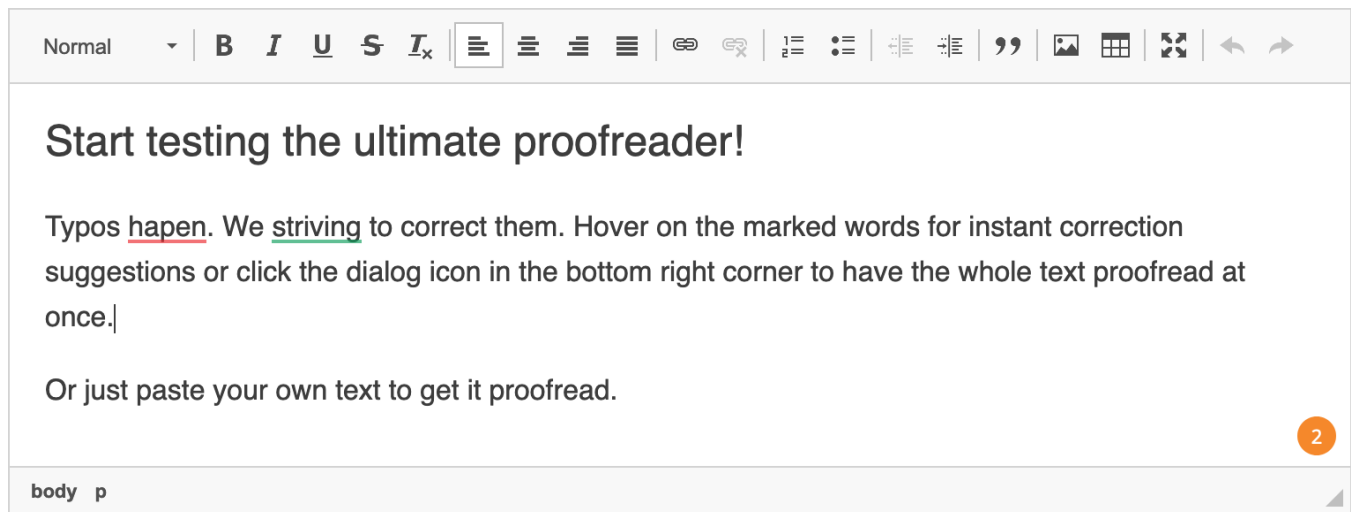 Normal
Start testing the ultimate proofreader!
Typos hapen. We striving to correct them. Hover on the marked words for instant correction
suggestions or click the dialog icon in the bottom right corner to have the whole text proofread at
once.
Or just paste your own text to get it proofread.
2
body p